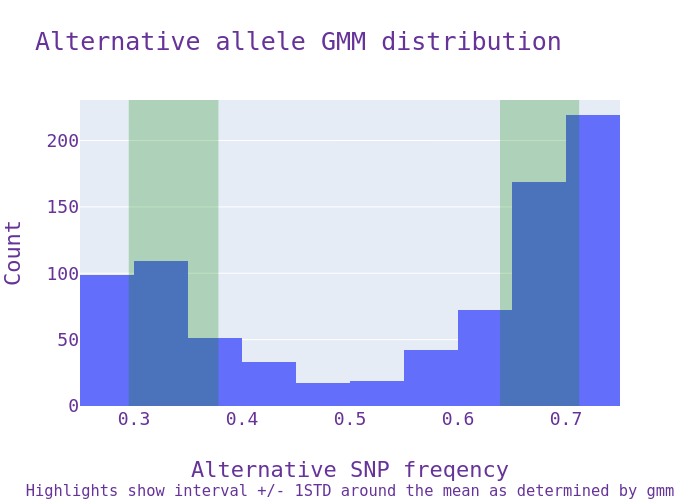 Alternative allele GMM distribution
200
150
100
50
0
Count
0.3 0.4 0.5 0.6 0.7
Alternative SNP freqency
Highlights show interval +/- 1STD around the mean as determined by gmm